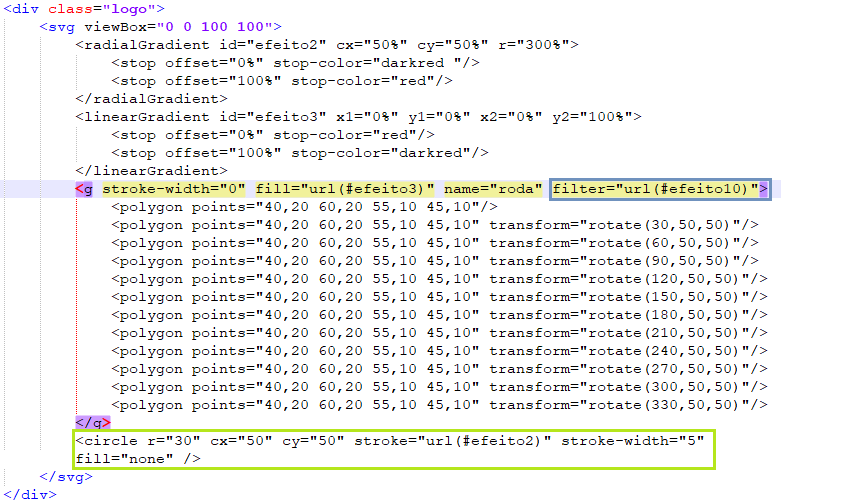 <div class="logo">
<svg viewBox="0 0 100 100">
<radialGradient id="efeito2" cx="50%" cy="50%" r="300%">
<stop offset="0%" stop-color="darkred "/>
<stop offset="100%" stop-color="red"/>
</radialGradient>
<linearGradient id="efeito3" x1="0%" y1="0%" x2="0%" y2="100%">
<stop offset="0%" stop-color="red"/>
<stop offset="100%" stop-color="darkred"/>
</linearGradient>
<g stroke-width="0" fill="url(#efeito3)" name="roda" filter="url(#efeito10)">
<polygon points="40,20 60,20 55,10 45,10"/>
<polygon points="40,20 60,20 55,10 45,10" transform="rotate(30,50,50)"/>
<polygon points="40,20 60,20 55,10 45,10" transform="rotate(60,50,50)"/>
<polygon points="40,20 60,20 55,10 45,10" transform="rotate(90,50,50)"/>
<polygon points="40,20 60,20 55,10 45,10" transform="rotate(120,50,50)"/>
<polygon points="40,20 60,20 55,10 45,10" transform="rotate(150,50,50)"/>
<polygon points="40,20 60,20 55,10 45,10" transform="rotate(180,50,50)"/>
<polygon points="40,20 60,20 55,10 45,10" transform="rotate(210,50,50)"/>
<polygon points="40,20 60,20 55,10 45,10" transform="rotate(240,50,50)"/>
<polygon points="40,20 60,20 55,10 45,10" transform="rotate(270,50,50)"/>
<polygon points="40,20 60,20 55,10 45,10" transform="rotate(300,50,50)"/>
<polygon points="40,20 60,20 55,10 45,10" transform="rotate(330,50,50)"/>
</g>
<circle r="30" cx="50" cy="50" stroke="url(#efeito2)" stroke-width="5"
fill="none" />
</svg>
</div>